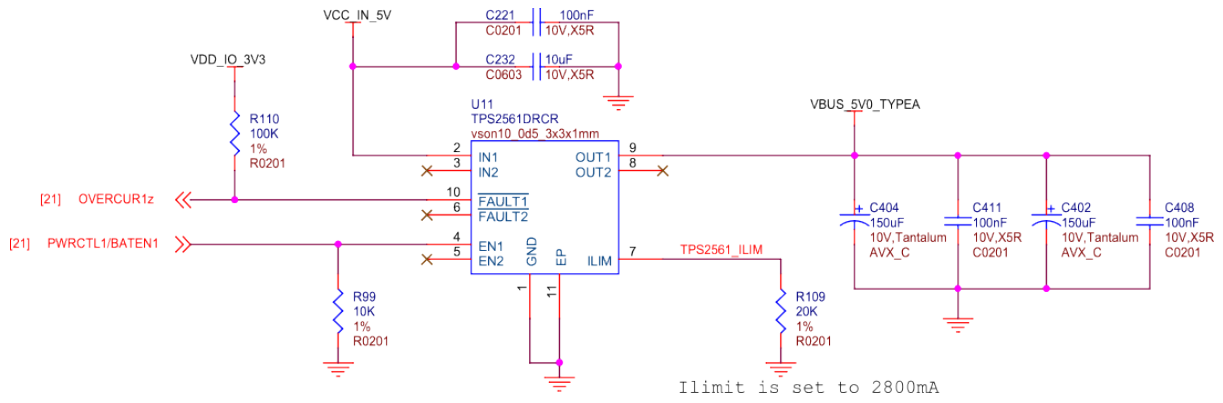 VCC_IN_5V
C221 100nF
C0201 10V,X5R
C232 10uF
C0603 10V,X5R
VDD_IO_3V3
R110
100K
1%
R0201
U11
TPS2561DRCR
vson10_0d5_3x3x1mm
2 IN1 OUT1 9
3 IN2 OUT2 8
10 FAULT1
6 FAULT2
4 EN1
5 EN2
GND EP ILIM 7
1 11
[21] OVERCUR1z
[21] PWRCTL1/BATEN1
R99
10K
1%
R0201
TPS2561_ILIM
R109
20K
1%
R0201
VBUS_5V0_TYPEA
+ C404
150uF
10V,Tantalum
AVX_C
C411
100nF
10V,X5R
C0201
+ C402
150uF
10V,Tantalum
AVX_C
C408
100nF
10V,X5R
C0201
Ilimit is set to 2800mA